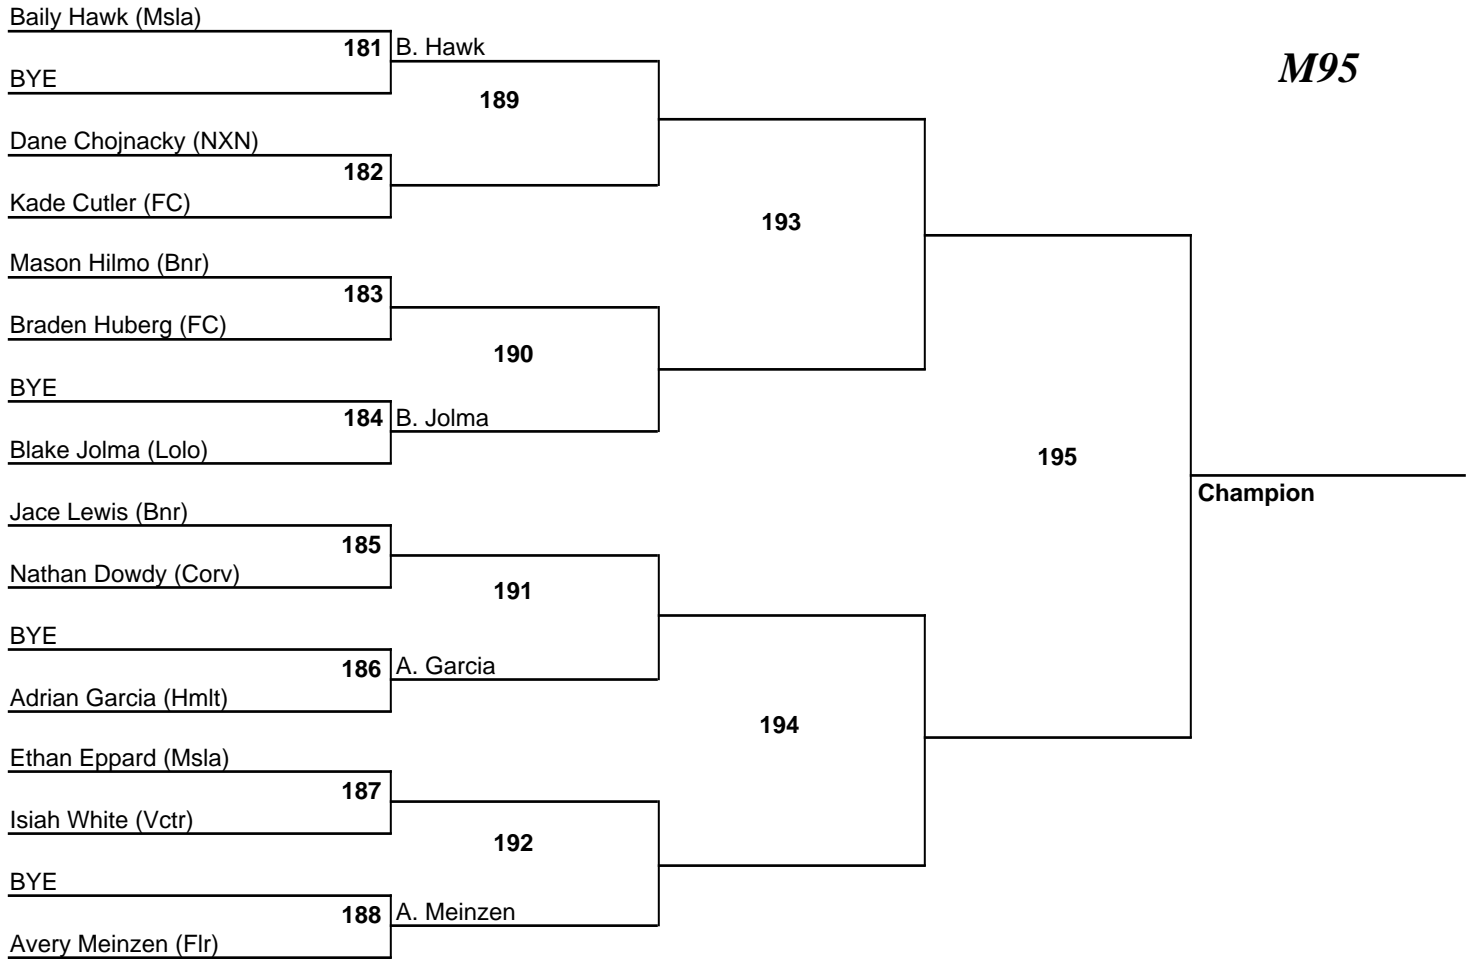 Baily Hawk (Msla)
181 B. Hawk
M95
BYE
189
Dane Chojnacky (NXN)
182
Kade Cutler (FC)
193
Mason Hilmo (Bnr)
183
Braden Huberg (FC)
190
BYE
184 B. Jolma
Blake Jolma (Lolo)
195
Champion
Jace Lewis (Bnr)
185
Nathan Dowdy (Corv)
191
BYE
186 A. Garcia
Adrian Garcia (Hmlt)
194
Ethan Eppard (Msla)
187
Isiah White (Vctr)
192
BYE
188 A. Meinzen
Avery Meinzen (Flr)